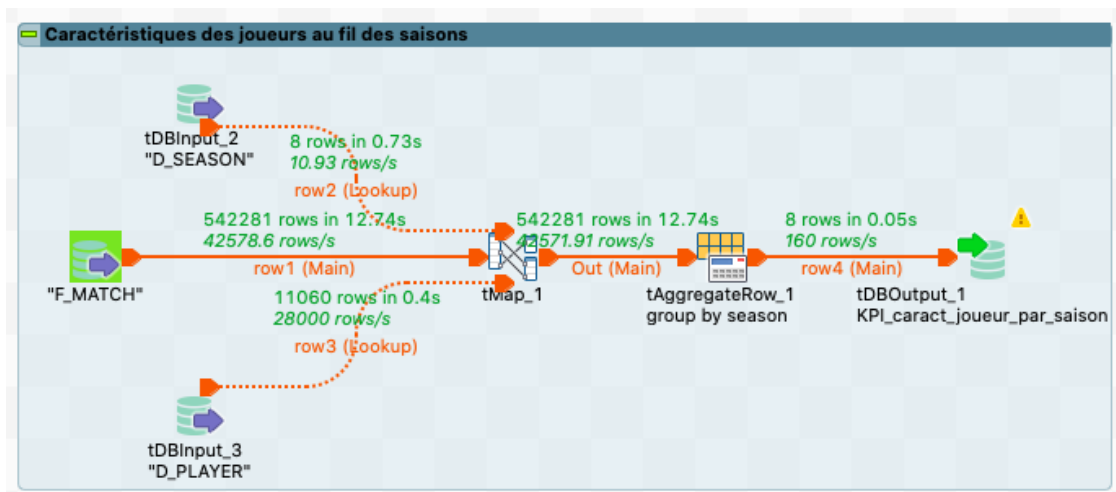 Caractéristiques des joueurs au fil des saisons
tDBInput_2
"D_SEASON"
8 rows in 0.73s
10.93 rows/s
row2 (Lookup)
542281 rows in 12.74s
42578.6 rows/s
row1 (Main)
"F_MATCH"
542281 rows in 12.74s
42571.91 rows/s
Out (Main)
8 rows in 0.05s
160 rows/s
row4 (Main)
11060 rows in 0.4s
28000 rows/s
row3 (Lookup)
tMap_1
tAggregateRow_1
group by season
tDBOutput_1
KPI_caract_joueur_par_saison
tDBInput_3
"D_PLAYER"